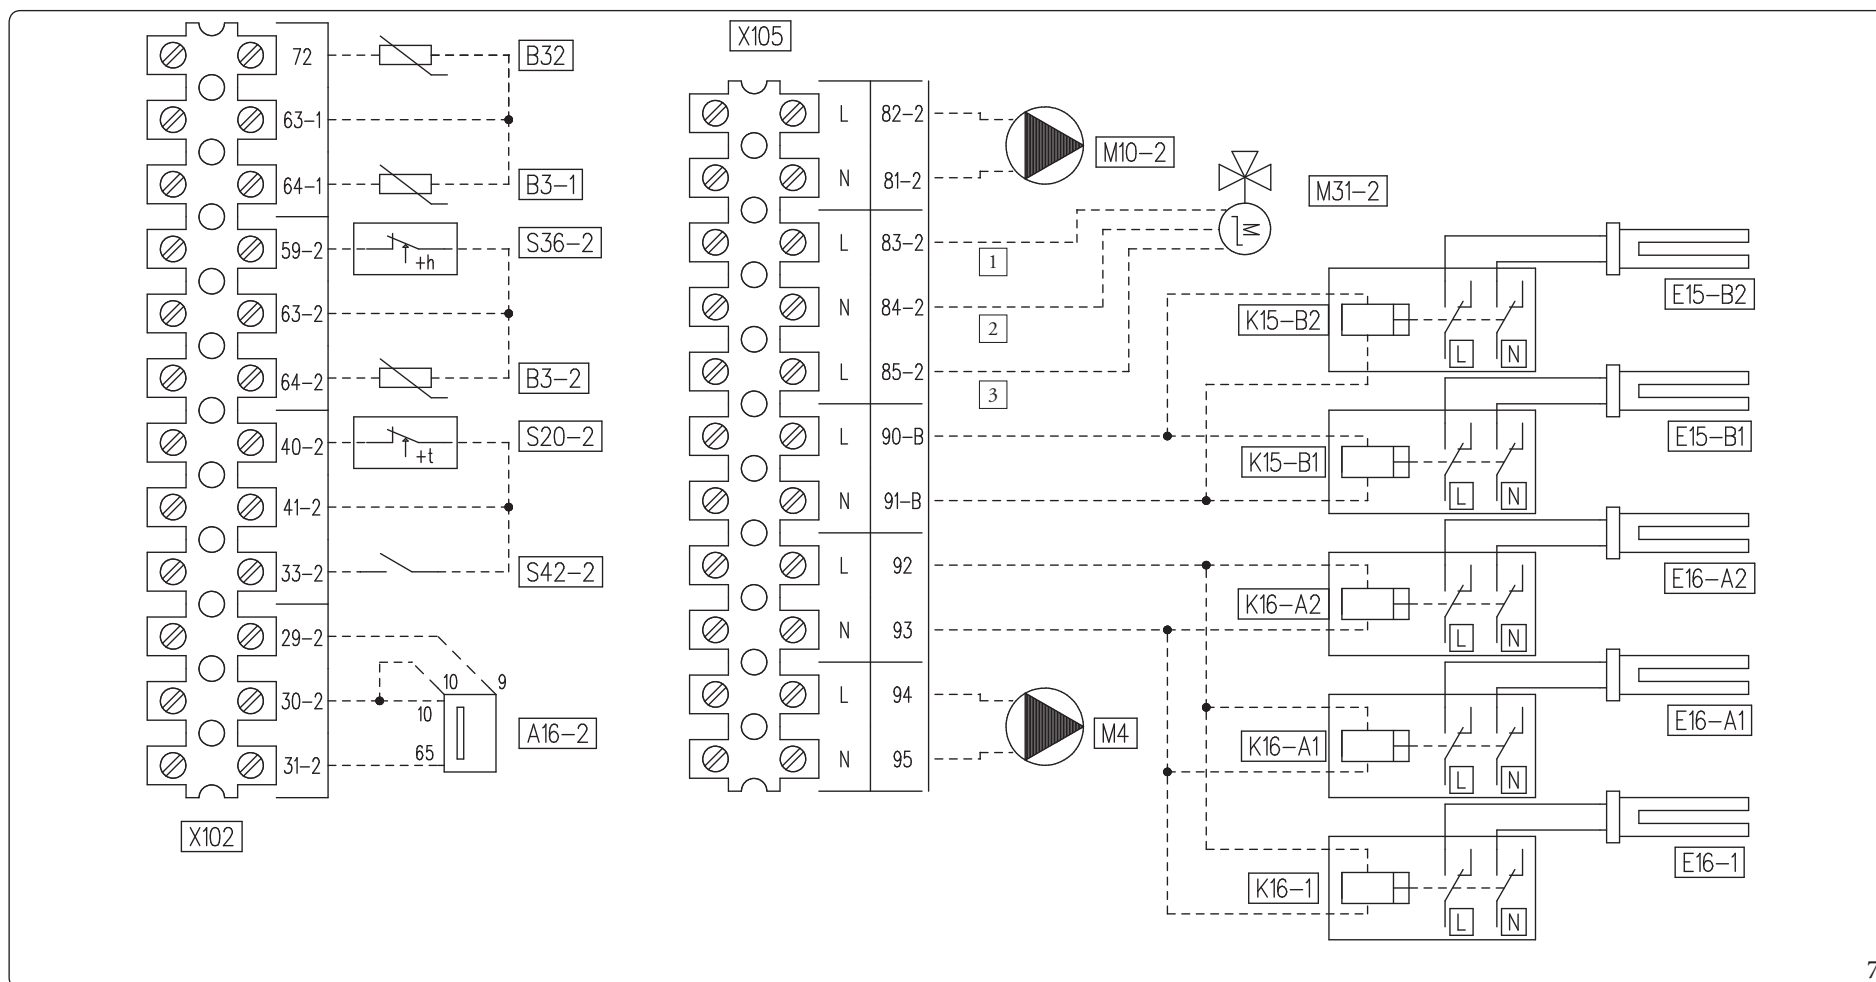 72
B32
63-1
64-1
B3-1
59-2
+h
S36-2
63-2
64-2
B3-2
40-2
+t
S20-2
41-2
33-2
S42-2
29-2
10 9
30-2
10
A16-2
65
31-2
X102
X105
L 82-2
M10-2
N 81-2
M31-2
M
L 83-2
1
N 84-2
2
L 85-2
3
L 90-B
N 91-B
L 92
N 93
L 94
M4
N 95
K15-B2
L N
E15-B2
K15-B1
L N
E15-B1
K16-A2
L N
E16-A2
K16-A1
L N
E16-A1
K16-1
L N
E16-1
7